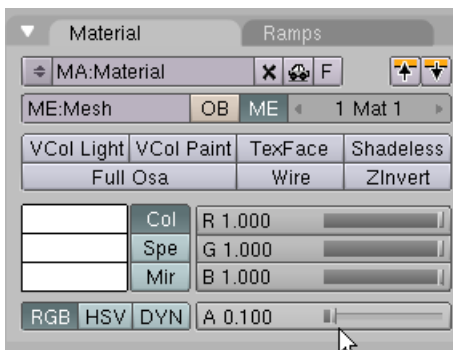 Material Ramps
MA:Material F
ME:Mesh OB ME 1 Mat 1
VCol Light VCol Paint TexFace Shadeless
Full Osa Wire ZInvert
Col R 1.000
Spe G 1.000
Mir B 1.000
RGB HSV DYN A 0.100